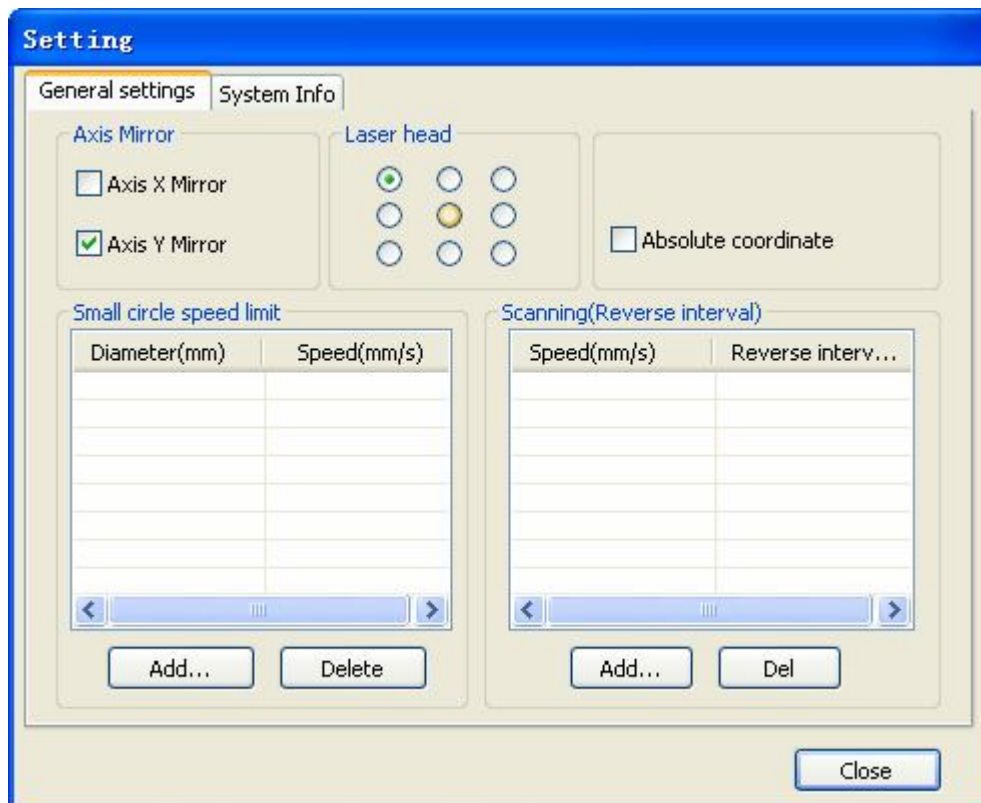 Setting
General settings
System Info
Axis Mirror
Axis X Mirror
Axis Y Mirror
Laser head
Absolute coordinate
Small circle speed limit
Diameter(mm) Speed(mm/s)
Add... Delete
Scanning(Reverse interval)
Speed(mm/s) Reverse interv...
Add... Del
Close